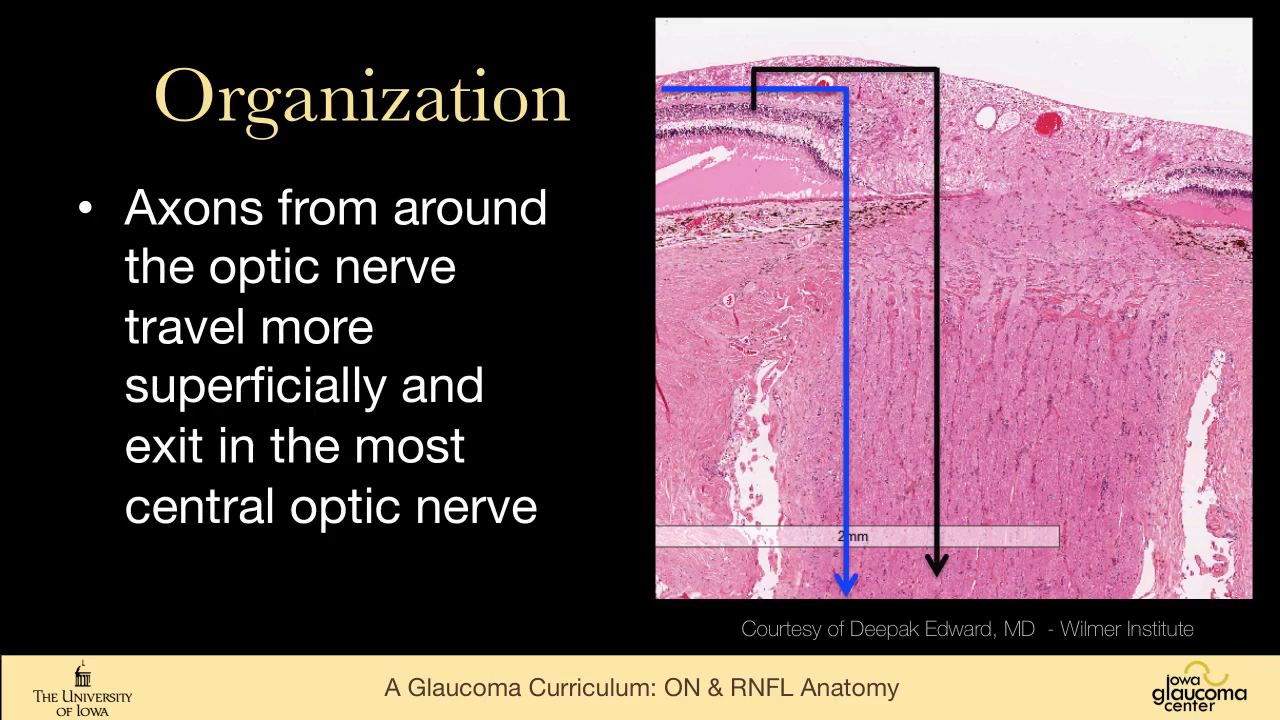 Organization
• Axons from around
the optic nerve
travel more
superficially and
exit in the most
central optic nerve
2mm
Courtesy of Deepak Edward, MD - Wilmer Institute
THE UNIVERSITY
OF IOWA
A Glaucoma Curriculum: ON & RNFL Anatomy
iowa
glaucoma
center